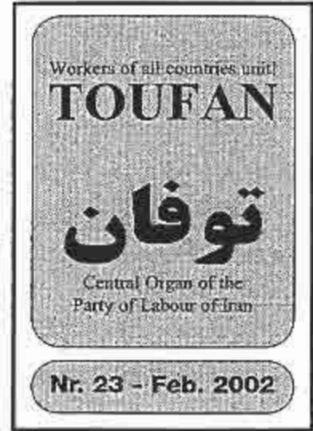 Workers of all countries unit!
TOUFAN
توفان
Central Organ of the
Party of Labour of Iran
Nr. 23 - Feb. 2002